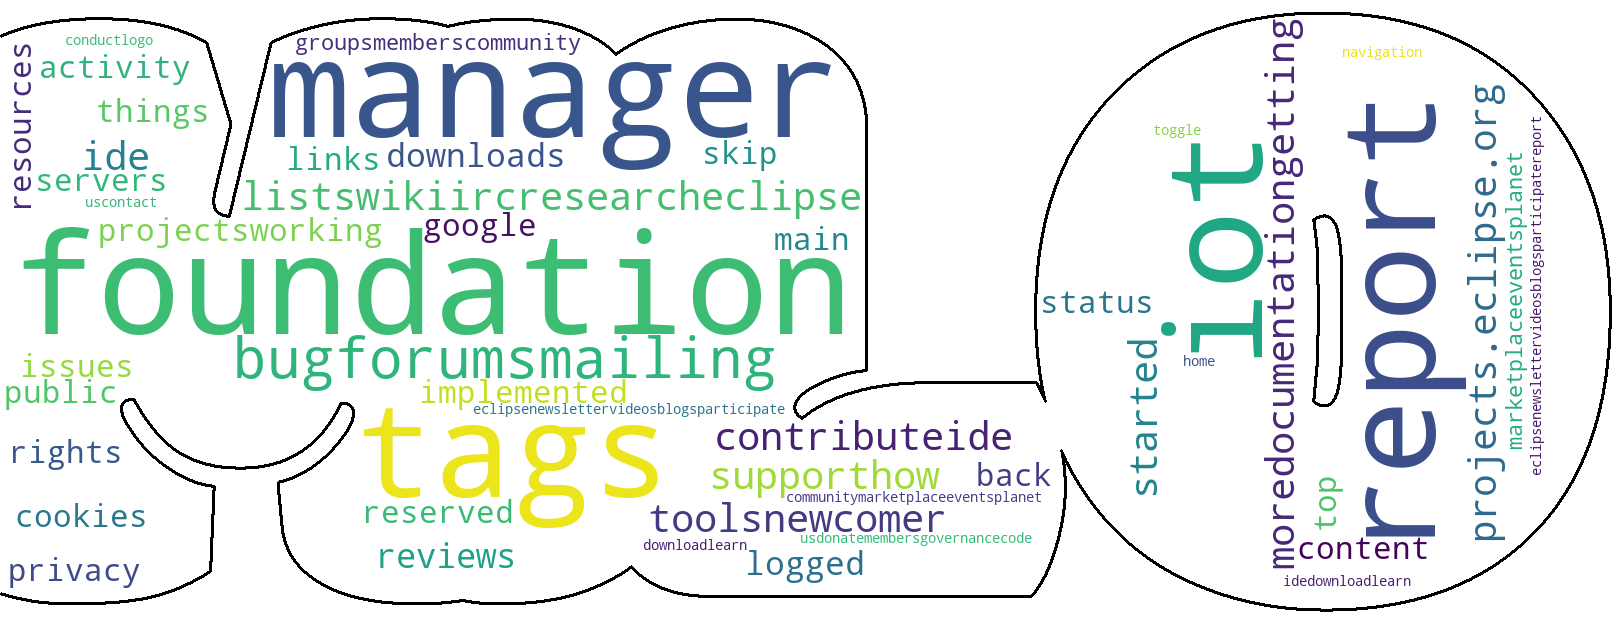 conductlogo
activity
resources
things
ide
servers
uscontact
groupsmemberscommunity
manager
links
downloads
skip
listswikiircresearcheclipse
projectsworking
google
main
foundation
bugforumsmailing
issues
public
implemented
eclipsenewslettervideosblogsparticipate
tags
rights
cookies
privacy
reserved
reviews
contributeide
supporthow
back
communitymarketplaceeventsplanet
toolsnewcomer
usdonatemembersgovernancecode
downloadlearn
logged
navigation
toggle
iot
moredocumentationgetting
report
projects.eclipse.org
marketplaceeventsplanet
eclipsenewslettervideosblogsparticipatereport
status
started
home
top
content
idedownloadlearn